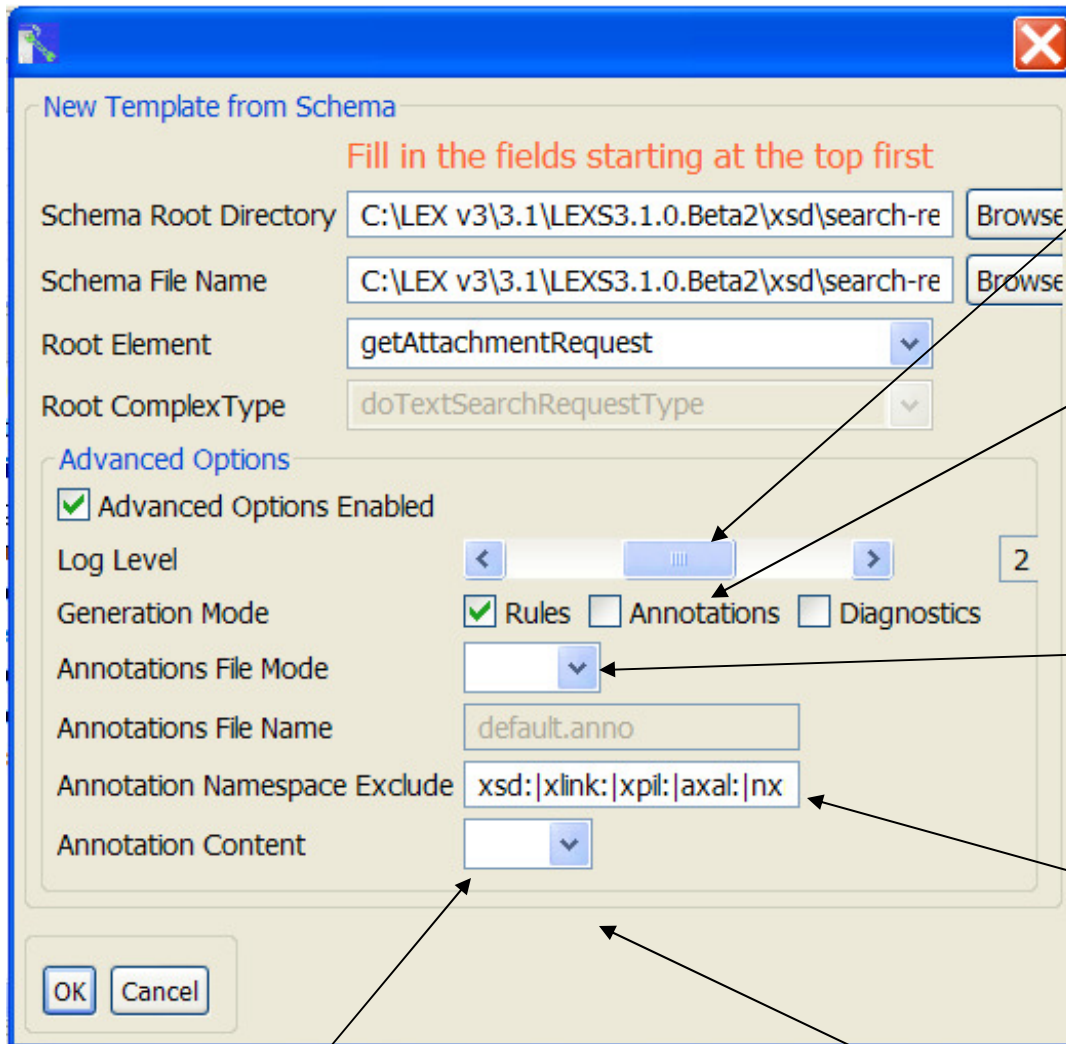 New Template from Schema
Fill in the fields starting at the top first
Schema Root Directory C:\LEX v3\3.1\LEXS3.1.0.Beta2\xsd\search-re Browse
Schema File Name C:\LEX v3\3.1\LEXS3.1.0.Beta2\xsd\search-re Browse
Root Element getAttachmentRequest
Root ComplexType doTextSearchRequestType
Advanced Options
Advanced Options Enabled
Log Level 2
Generation Mode Rules Annotations Diagnostics
Annotations File Mode
Annotations File Name default.anno
Annotation Namespace Exclude xsd:|xlink:|xpil:|axal:|nx
Annotation Content
OK Cancel